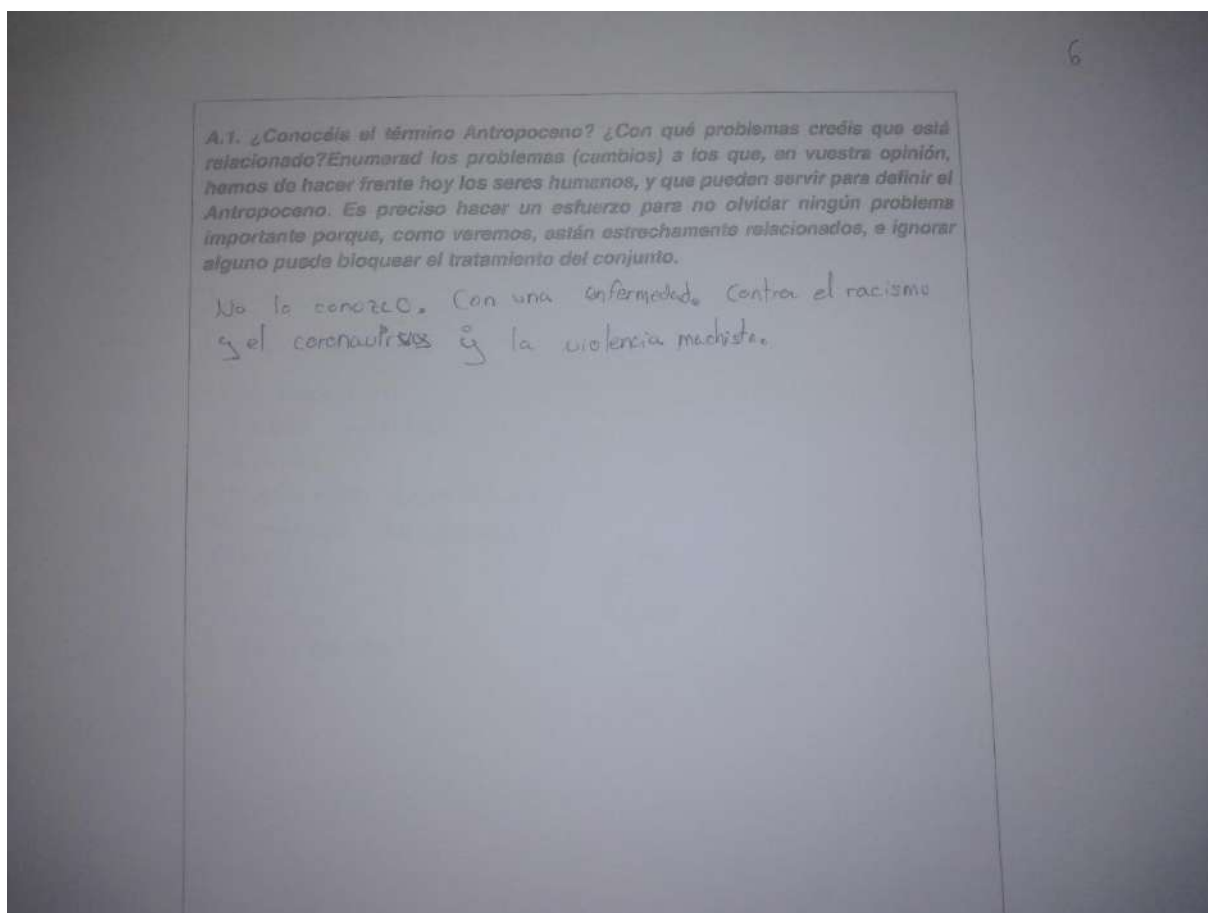 6
A.1. ¿Conocéis el término Antropoceno? ¿Con qué problemas creéis que está
relacionado?Enumerad los problemas (cambios) a los que, en vuestra opinión,
hemos de hacer frente hoy los seres humanos, y que pueden servir para definir el
Antropoceno. Es preciso hacer un esfuerzo para no olvidar ningún problema
importante porque, como veremos, están estrechamente relacionados, e ignorar
alguno puede bloquear el tratamiento del conjunto.
No lo conozco. Con una enfermedad. Contra el racismo
y el coronavirus y la violencia machista.